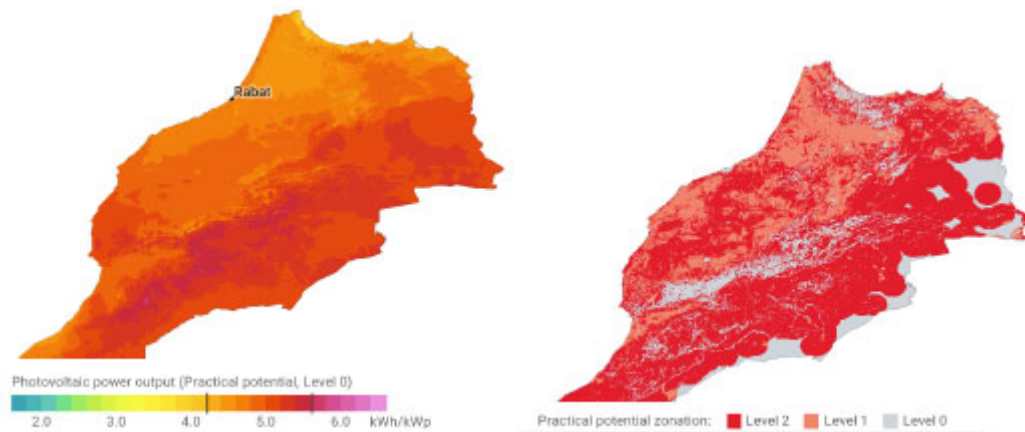 Rabat
Photovoltaic power output (Practical potential, Level 0)
2.0 3.0 4.0 5.0 6.0 kWh/kWp
Practical potential zonation: Level 2 Level 1 Level 0